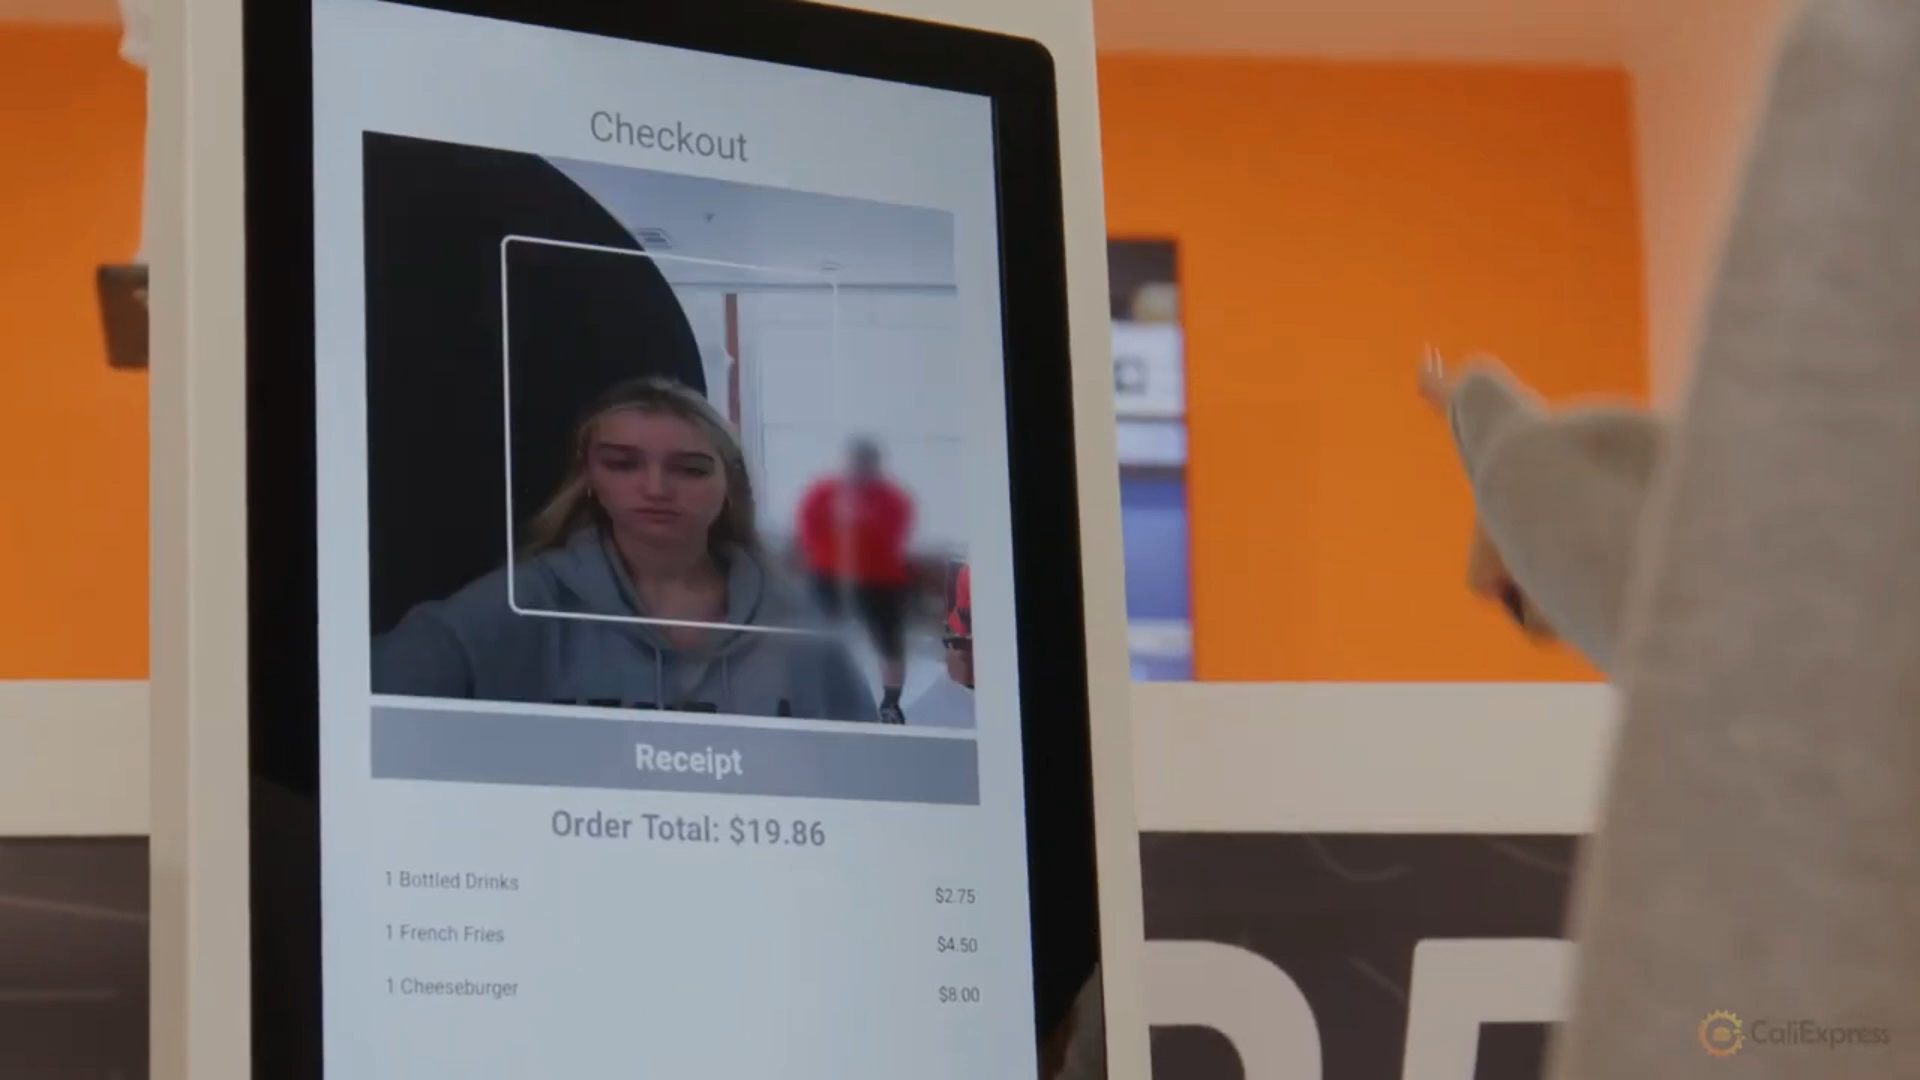 Checkout
Receipt
Order Total: $19.86
1 Bottled Drinks $2.75
1 French Fries $4.50
1 Cheeseburger $8.00
CaliExpress